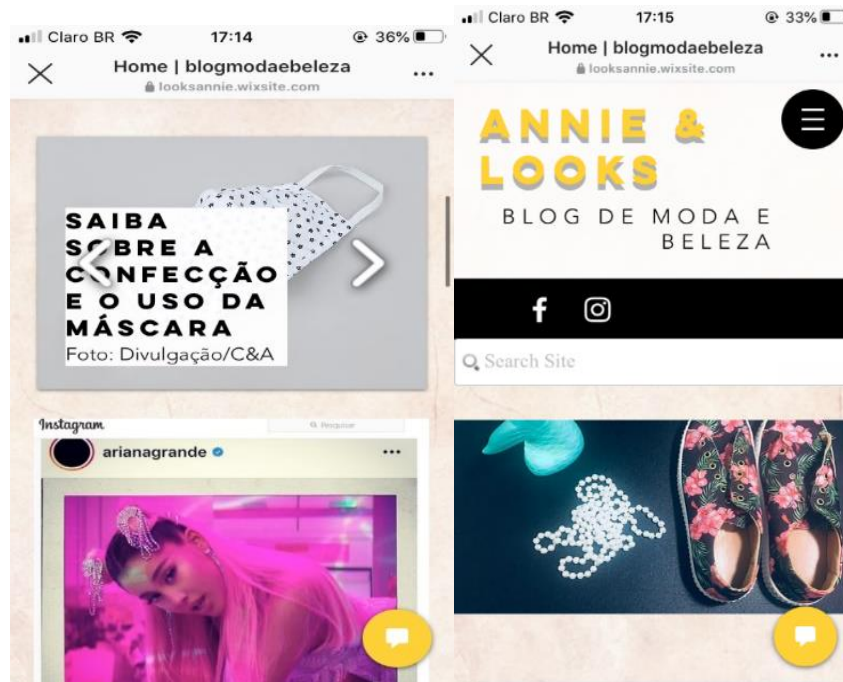 Claro BR 17:14 36%
Home | blogmodaebeleza
looksannie.wixsite.com
SAIBA
SOBRE A
CONFECÇÃO
E O USO DA
MÁSCARA
Foto: Divulgação/C&A
Instagram
Pesquisar
arianagrande
Claro BR 17:15 33%
Home | blogmodaebeleza
looksannie.wixsite.com
ANNIE &
LOOKS
BLOG DE MODA E
BELEZA
Search Site